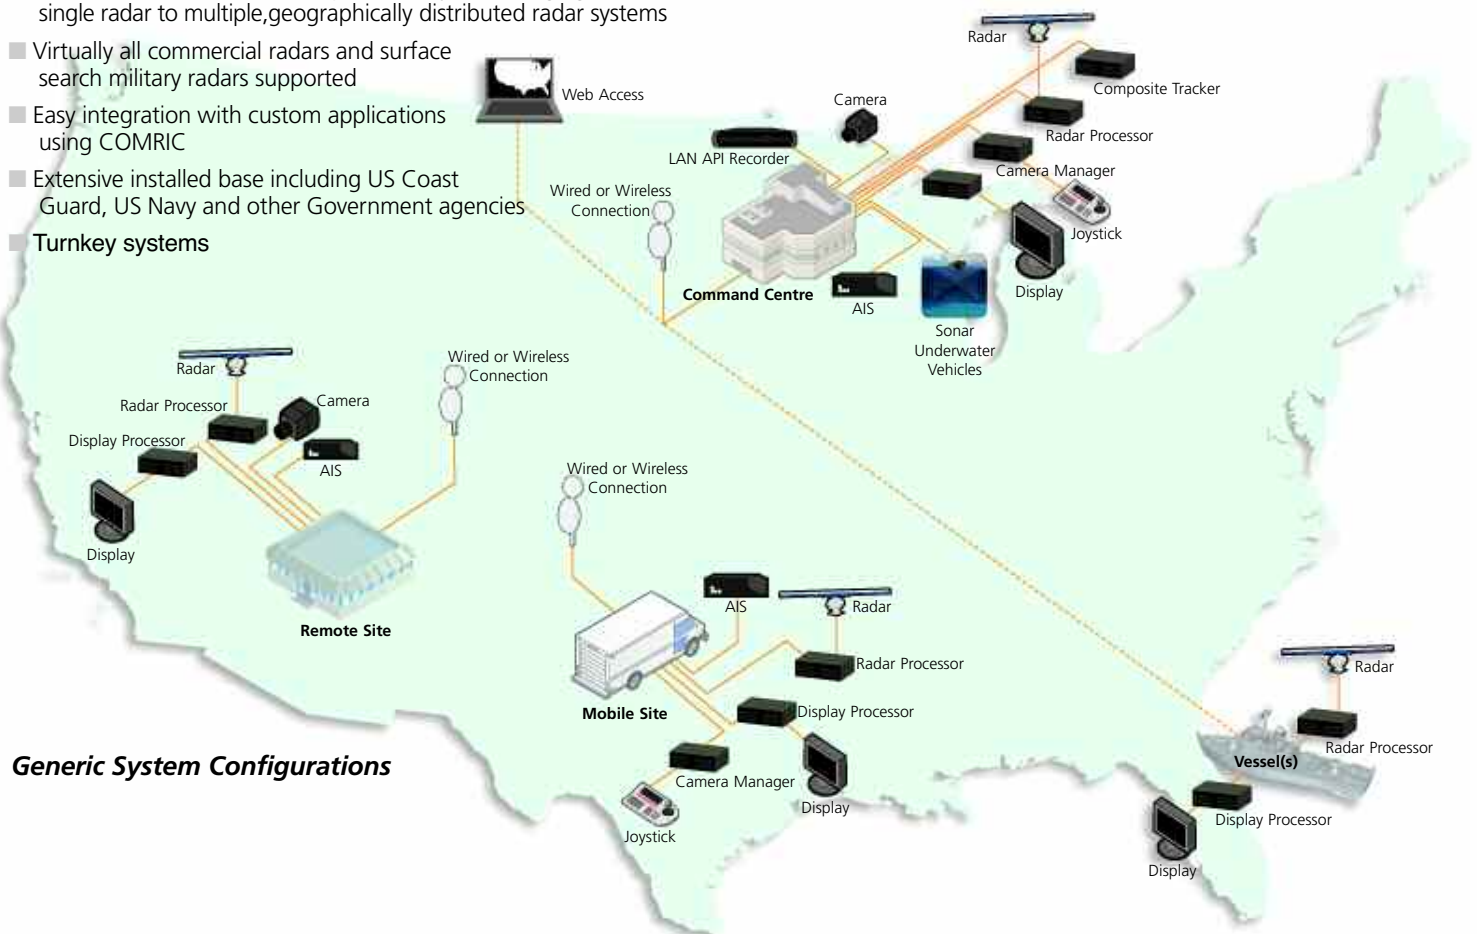 single radar to multiple,geographically distributed radar systems
Virtually all commercial radars and surface
search military radars supported
Easy integration with custom applications
using COMRIC
Extensive installed base including US Coast
Guard, US Navy and other Government agencies
Turnkey systems
Web Access
Radar
Composite Tracker
Camera
Radar Processor
LAN API Recorder
Camera Manager
Wired or Wireless
Connection
Joystick
Command Centre
AIS
Display
Sonar
Underwater
Vehicles
Radar
Radar Processor
Camera
Display Processor
AIS
Display
Wired or Wireless
Connection
Remote Site
Wired or Wireless
Connection
AIS
Radar
Radar Processor
Mobile Site
Display Processor
Camera Manager
Display
Joystick
Radar
Radar Processor
Vessel(s)
Display Processor
Display
Generic System Configurations